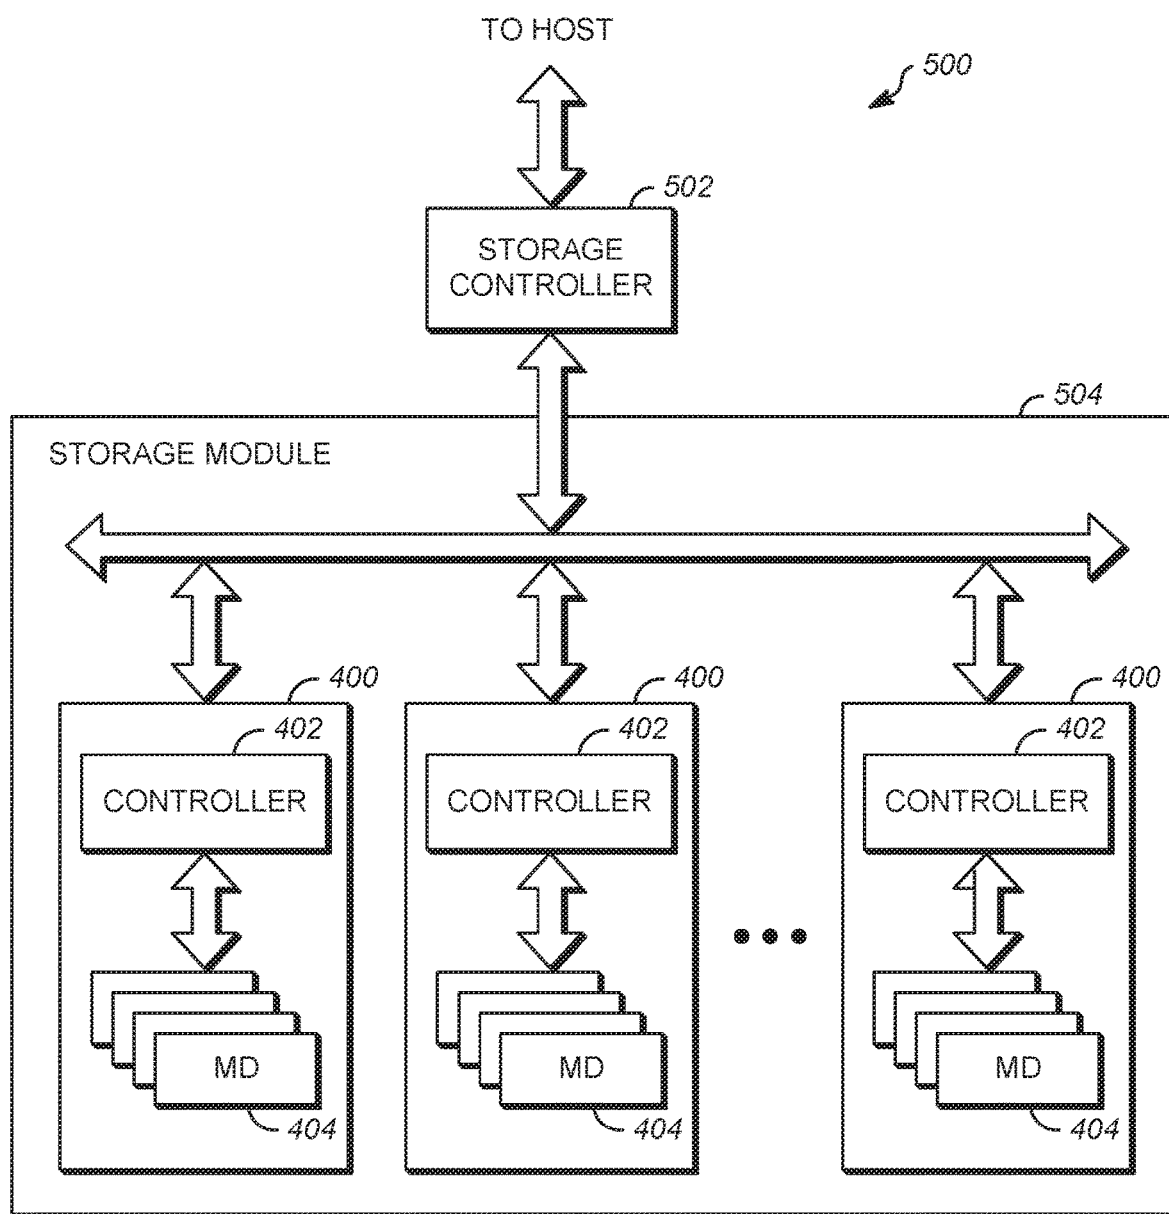 TO HOST
500
502
STORAGE
CONTROLLER
504
STORAGE MODULE
400 400 400
402 402 402
CONTROLLER CONTROLLER CONTROLLER
MD MD MD
404 404 404